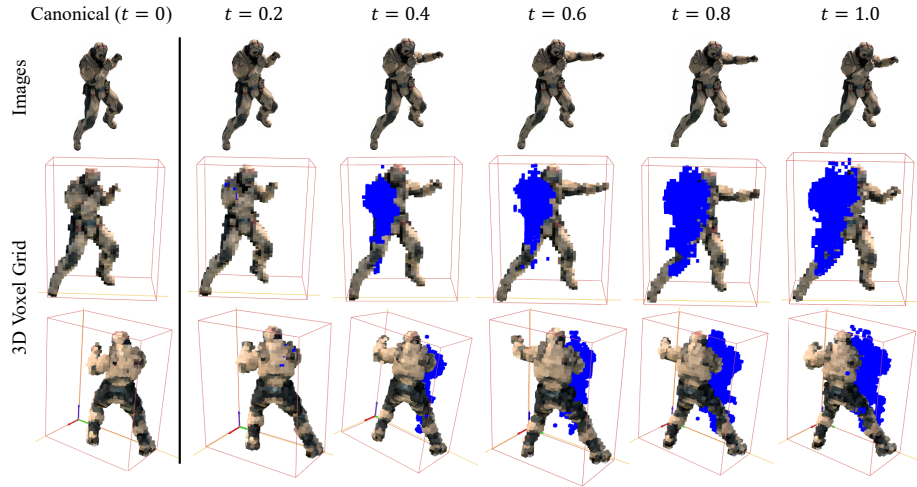 Canonical (t = 0)
t = 0.2
t = 0.4
t = 0.6
t = 0.8
t = 1.0
Images
3D Voxel Grid